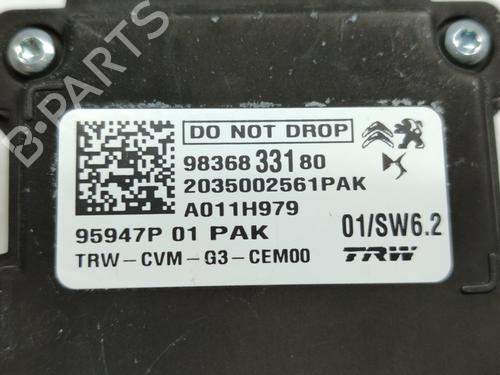 DO NOT DROP
98368 331 80
2035002561PAK
A011H979
95947P 01 PAK
01/SW6.2
TRW-CVM-G3-CEM00
TRW
B-PARTS